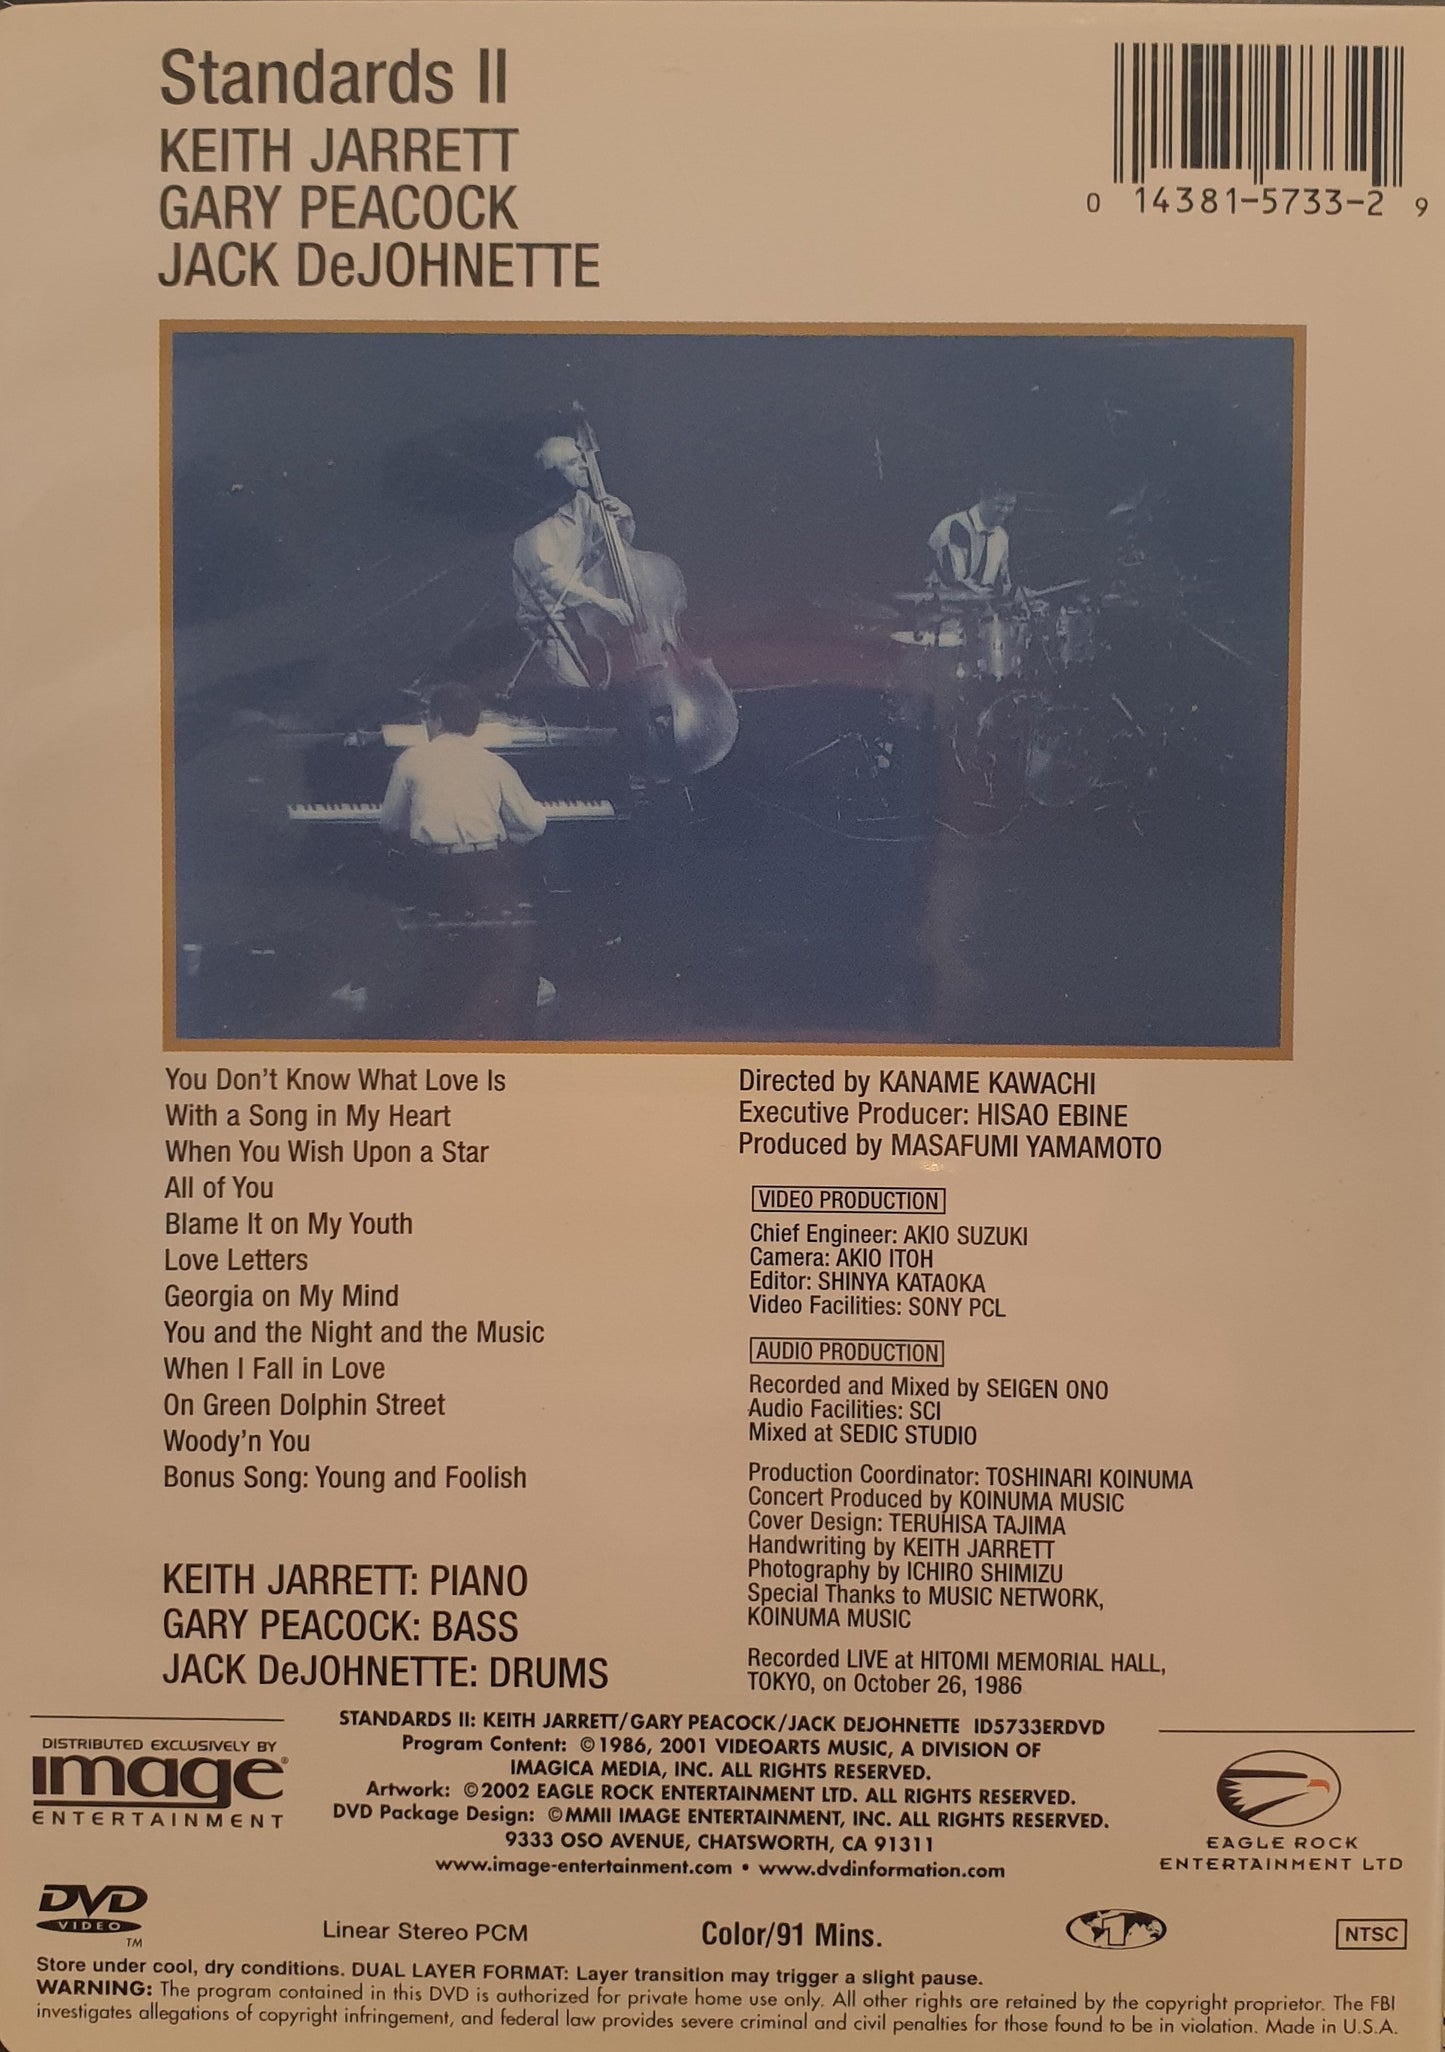 Standards II
KEITH JARRETT
GARY PEACOCK
JACK DeJOHNETTE
0 14381-5733-2 9
You Don't Know What Love Is
With a Song in My Heart
When You Wish Upon a Star
All of You
Blame It on My Youth
Love Letters
Georgia on My Mind
You and the Night and the Music
When I Fall in Love
On Green Dolphin Street
Woody'n You
Bonus Song: Young and Foolish
KEITH JARRETT: PIANO
GARY PEACOCK: BASS
JACK DeJOHNETTE: DRUMS
Directed by KANAME KAWACHI
Executive Producer: HISAO EBINE
Produced by MASAFUMI YAMAMOTO
VIDEO PRODUCTION
Chief Engineer: AKIO SUZUKI
Camera: AKIO ITOH
Editor: SHINYA KATAOKA
Video Facilities: SONY PCL
AUDIO PRODUCTION
Recorded and Mixed by SEIGEN ONO
Audio Facilities: SCI
Mixed at SEDIC STUDIO
Production Coordinator: TOSHINARI KOINUMA
Concert Produced by KOINUMA MUSIC
Cover Design: TERUHISA TAJIMA
Handwriting by KEITH JARRETT
Photography by ICHIRO SHIMIZU
Special Thanks to MUSIC NETWORK,
KOINUMA MUSIC
Recorded LIVE at HITOMI MEMORIAL HALL,
TOKYO, on October 26, 1986
DISTRIBUTED EXCLUSIVELY BY
image®
ENTERTAINMENT
STANDARDS II: KEITH JARRETT/GARY PEACOCK/JACK DEJOHNETTE ID5733ERDVD
Program Content: ©1986, 2001 VIDEOARTS MUSIC, A DIVISION OF
IMAGICA MEDIA, INC. ALL RIGHTS RESERVED.
Artwork: ©2002 EAGLE ROCK ENTERTAINMENT LTD. ALL RIGHTS RESERVED.
DVD Package Design: ©MMII IMAGE ENTERTAINMENT, INC. ALL RIGHTS RESERVED.
9333 OSO AVENUE, CHATSWORTH, CA 91311
www.image-entertainment.com • www.dvdinformation.com
EAGLE ROCK
ENTERTAINMENT LTD
DVD
VIDEO
TM
Linear Stereo PCM
Color/91 Mins.
1
NTSC
Store under cool, dry conditions. DUAL LAYER FORMAT: Layer transition may trigger a slight pause.
WARNING: The program contained in this DVD is authorized for private home use only. All other rights are retained by the copyright proprietor. The FBI
investigates allegations of copyright infringement, and federal law provides severe criminal and civil penalties for those found to be in violation. Made in U.S.A.